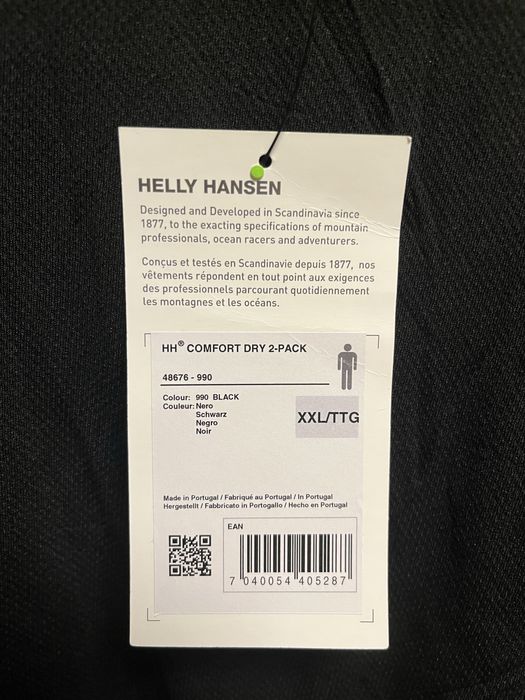 HELLY HANSEN
Designed and Developed in Scandinavia since
1877, to the exacting specifications of mountain
professionals, ocean racers and adventurers.
Conçus et testés en Scandinavie depuis 1877, nos
vêtements répondent en tout point aux exigences
des professionnels parcourant quotidiennement
les montagnes et les océans.
HH® COMFORT DRY 2-PACK
48676 - 990
Colour: 990 BLACK
Couleur: Nero
Schwarz
Negro
Noir
XXL/TTG
Made in Portugal / Fabriqué au Portugal / In Portugal
Hergestellt / Fabbricato in Portogallo / Hecho en Portugal
EAN
7 040054 405287